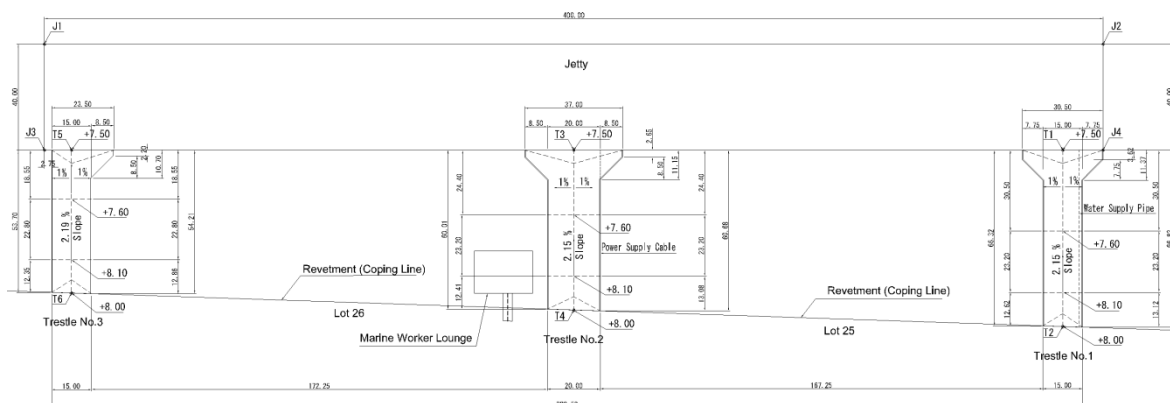 400.00
J1
J2
Jetty
40.00
23.50
15.00
8.50
37.00
8.50
20.00
8.50
30.50
7.75
15.00
7.75
J3
T5
+7.50
T3
+7.50
2.65
T1
+7.50
J4
2.75
18.55
1%
1%
8.50
10.70
18.55
24.40
1%
1%
8.50
11.15
24.40
30.50
1%
1%
7.75
11.37
30.50
+7.60
Water Supply Pipe
53.70
22.80
2.19 %
Slope
22.80
54.21
60.01
+7.60
60.68
66.32
+7.60
23.20
2.15 %
Slope
Power Supply Cable
23.20
23.20
2.15 %
Slope
23.20
+8.10
Revetment (Coping Line)
+8.10
+8.10
12.35
12.86
12.41
13.08
Revetment (Coping Line)
12.62
13.12
T6
+8.00
Lot 26
T4
+8.00
Lot 25
Trestle No.3
Marine Worker Lounge
Trestle No.2
T2
+8.00
Trestle No.1
15.00
172.25
20.00
167.25
15.00